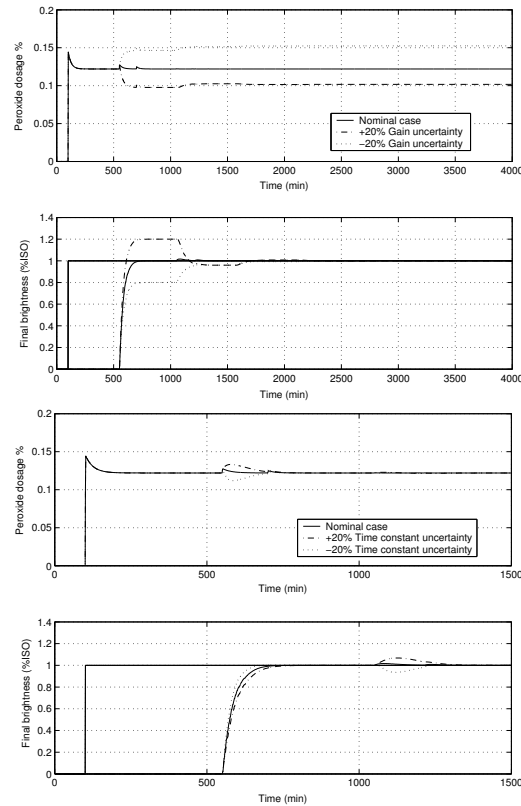 0.2
0.15
0.1
0.05
0
Peroxide dosage %
0 500 1000 1500 2000 2500 3000 3500 4000
Time (min)
Nominal case
+20% Gain uncertainty
−20% Gain uncertainty
1.4
1.2
1
0.8
0.6
0.4
0.2
0
Final brightness (%ISO)
0 500 1000 1500 2000 2500 3000 3500 4000
Time (min)
0.2
0.15
0.1
0.05
0
Peroxide dosage %
0 500 1000 1500
Time (min)
Nominal case
+20% Time constant uncertainty
−20% Time constant uncertainty
1.4
1.2
1
0.8
0.6
0.4
0.2
0
Final brightness (%ISO)
0 500 1000 1500
Time (min)